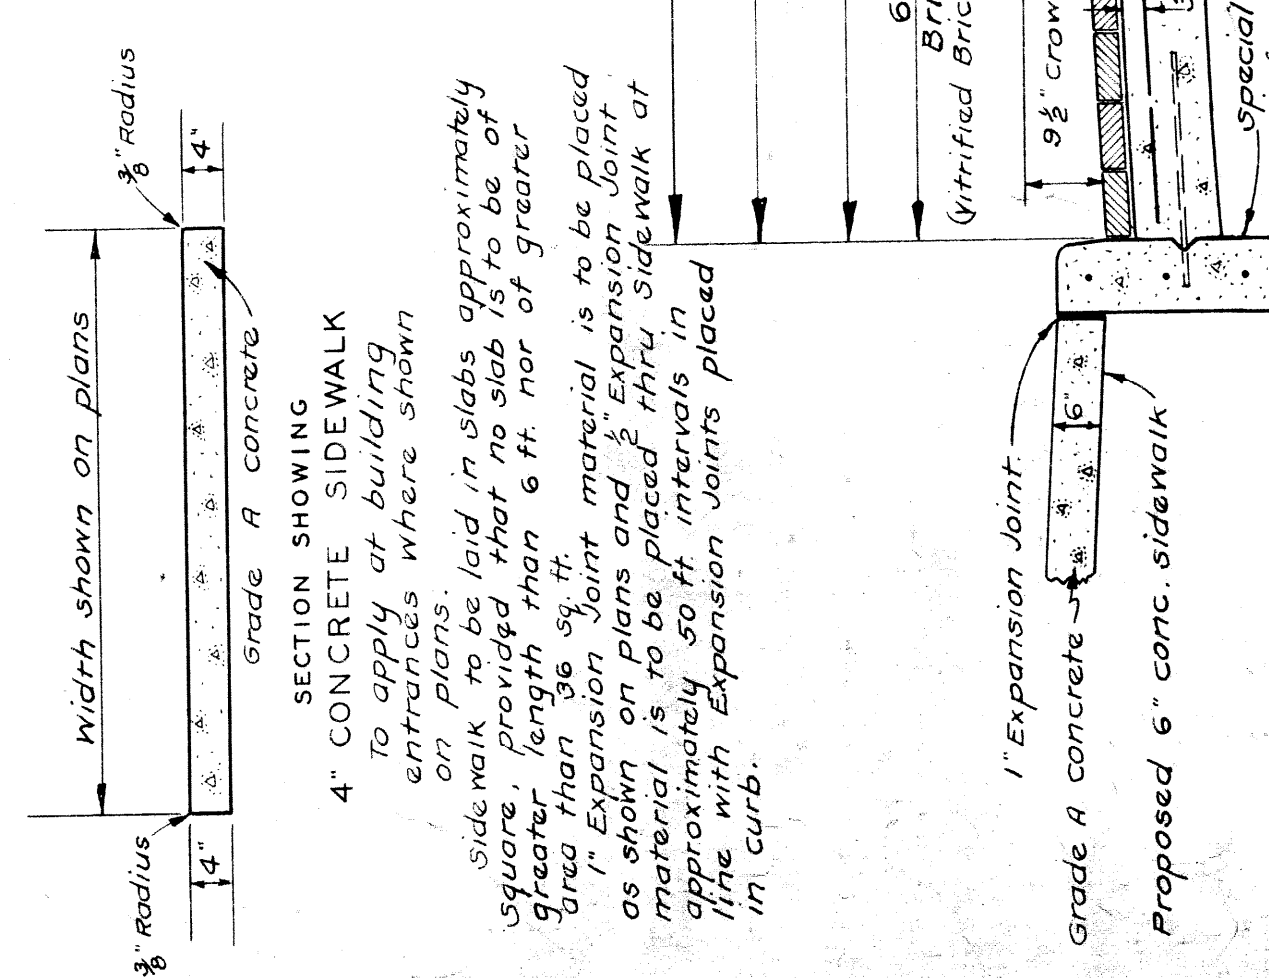 Width shown on plans
3/8" Radius
3/8" Radius
4"
4"
Grade A concrete
SECTION SHOWING
4" CONCRETE SIDEWALK
To apply at building
entrances where shown
on plans.
Sidewalk to be laid in slabs approximately
square, provided that no slab is to be of
greater length than 6 ft. nor of greater
area than 36 sq. ft.
1" Expansion Joint material is to be placed
as shown on plans and 1/2" Expansion Joint
material is to be placed thru sidewalk at
approximately 50 ft. intervals in
line with Expansion Joints placed
in curb.
6
Bri
(Vitrified Bric
9 1/2" crow
1" Expansion Joint
6"
Grade A concrete
Proposed 6" conc. sidewalk
special